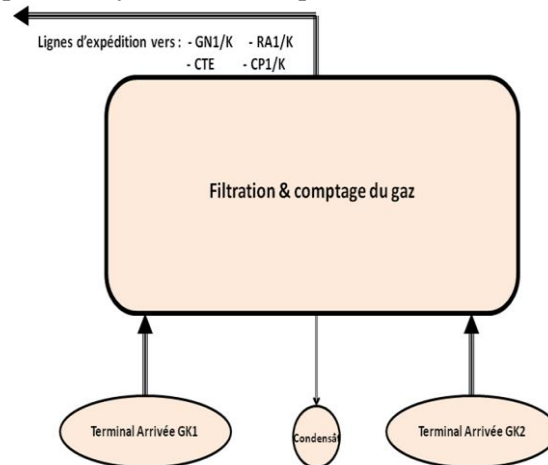 Lignes d'expédition vers : - GN1/K - RA1/K
- CTE - CP1/K
Filtration & comptage du gaz
Terminal Arrivée GK1
Condensât
Terminal Arrivée GK2